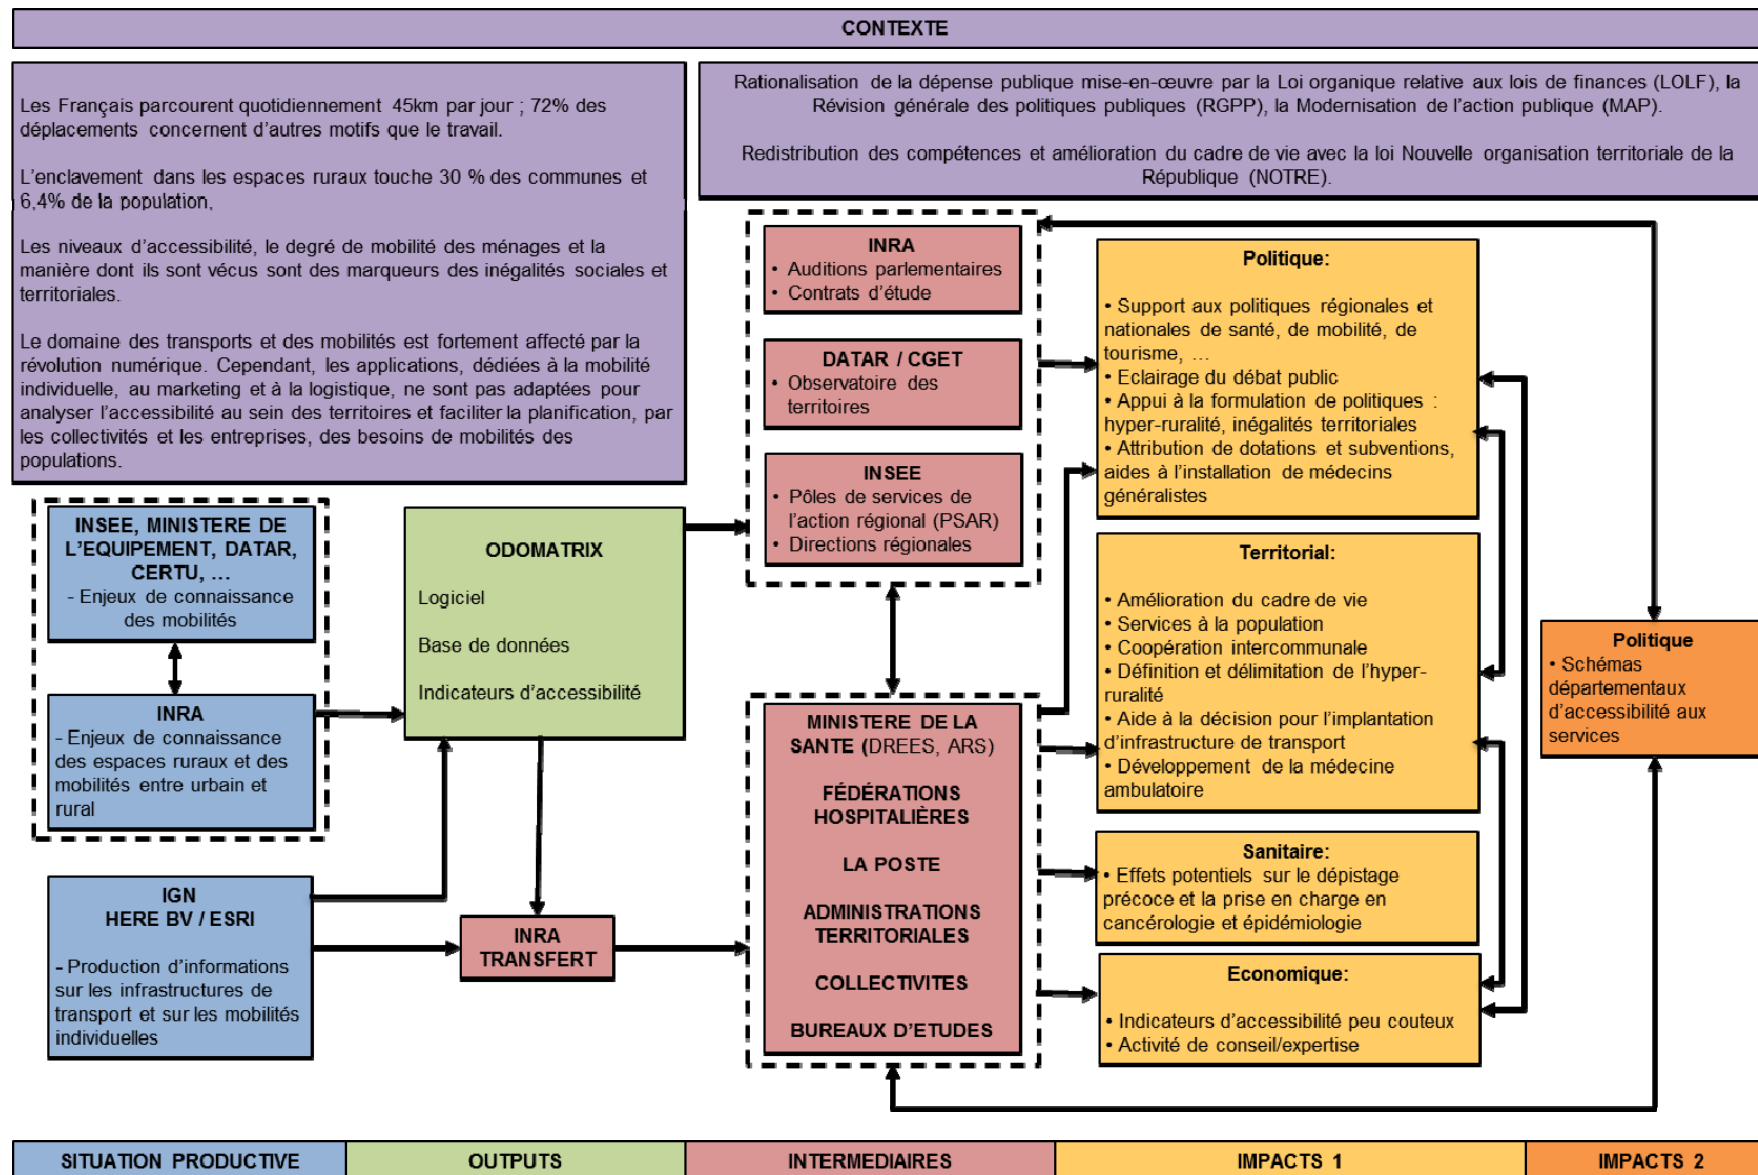 CONTEXTE
Les Français parcourent quotidiennement 45km par jour ; 72% des
déplacements concernent d'autres motifs que le travail.
L'enclavement dans les espaces ruraux touche 30 % des communes et
6,4% de la population,
Les niveaux d'accessibilité, le degré de mobilité des ménages et la
manière dont ils sont vécus sont des marqueurs des inégalités sociales et
territoriales.
Le domaine des transports et des mobilités est fortement affecté par la
révolution numérique. Cependant, les applications, dédiées à la mobilité
individuelle, au marketing et à la logistique, ne sont pas adaptées pour
analyser l'accessibilité au sein des territoires et faciliter la planification, par
les collectivités et les entreprises, des besoins de mobilités des
populations.
Rationalisation de la dépense publique mise-en-œuvre par la Loi organique relative aux lois de finances (LOLF), la
Révision générale des politiques publiques (RGPP), la Modernisation de l'action publique (MAP).
Redistribution des compétences et amélioration du cadre de vie avec la loi Nouvelle organisation territoriale de la
République (NOTRE).
INSEE, MINISTERE DE
L'EQUIPEMENT, DATAR,
CERTU, ...
- Enjeux de connaissance
des mobilités
INRA
- Enjeux de connaissance
des espaces ruraux et des
mobilités entre urbain et
rural
IGN
HERE BV / ESRI
- Production d'informations
sur les infrastructures de
transport et sur les mobilités
individuelles
ODOMATRIX
Logiciel
Base de données
Indicateurs d'accessibilité
INRA
TRANSFERT
INRA
• Auditions parlementaires
• Contrats d'étude
DATAR / CGET
• Observatoire des
territoires
INSEE
• Pôles de services de
l'action régional (PSAR)
• Directions régionales
MINISTERE DE LA
SANTE (DREES, ARS)
FÉDÉRATIONS
HOSPITALIÈRES
LA POSTE
ADMINISTRATIONS
TERRITORIALES
COLLECTIVITES
BUREAUX D'ETUDES
Politique:
• Support aux politiques régionales et
nationales de santé, de mobilité, de
tourisme, ...
• Eclairage du débat public
• Appui à la formulation de politiques :
hyper-ruralité, inégalités territoriales
• Attribution de dotations et subventions,
aides à l'installation de médecins
généralistes
Territorial:
• Amélioration du cadre de vie
• Services à la population
• Coopération intercommunale
• Définition et délimitation de l'hyper-
ruralité
• Aide à la décision pour l'implantation
d'infrastructure de transport
• Développement de la médecine
ambulatoire
Sanitaire:
• Effets potentiels sur le dépistage
précoce et la prise en charge en
cancérologie et épidémiologie
Economique:
• Indicateurs d'accessibilité peu couteux
• Activité de conseil/expertise
Politique
• Schémas
départementaux
d'accessibilité aux
services
SITUATION PRODUCTIVE
OUTPUTS
INTERMEDIAIRES
IMPACTS 1
IMPACTS 2